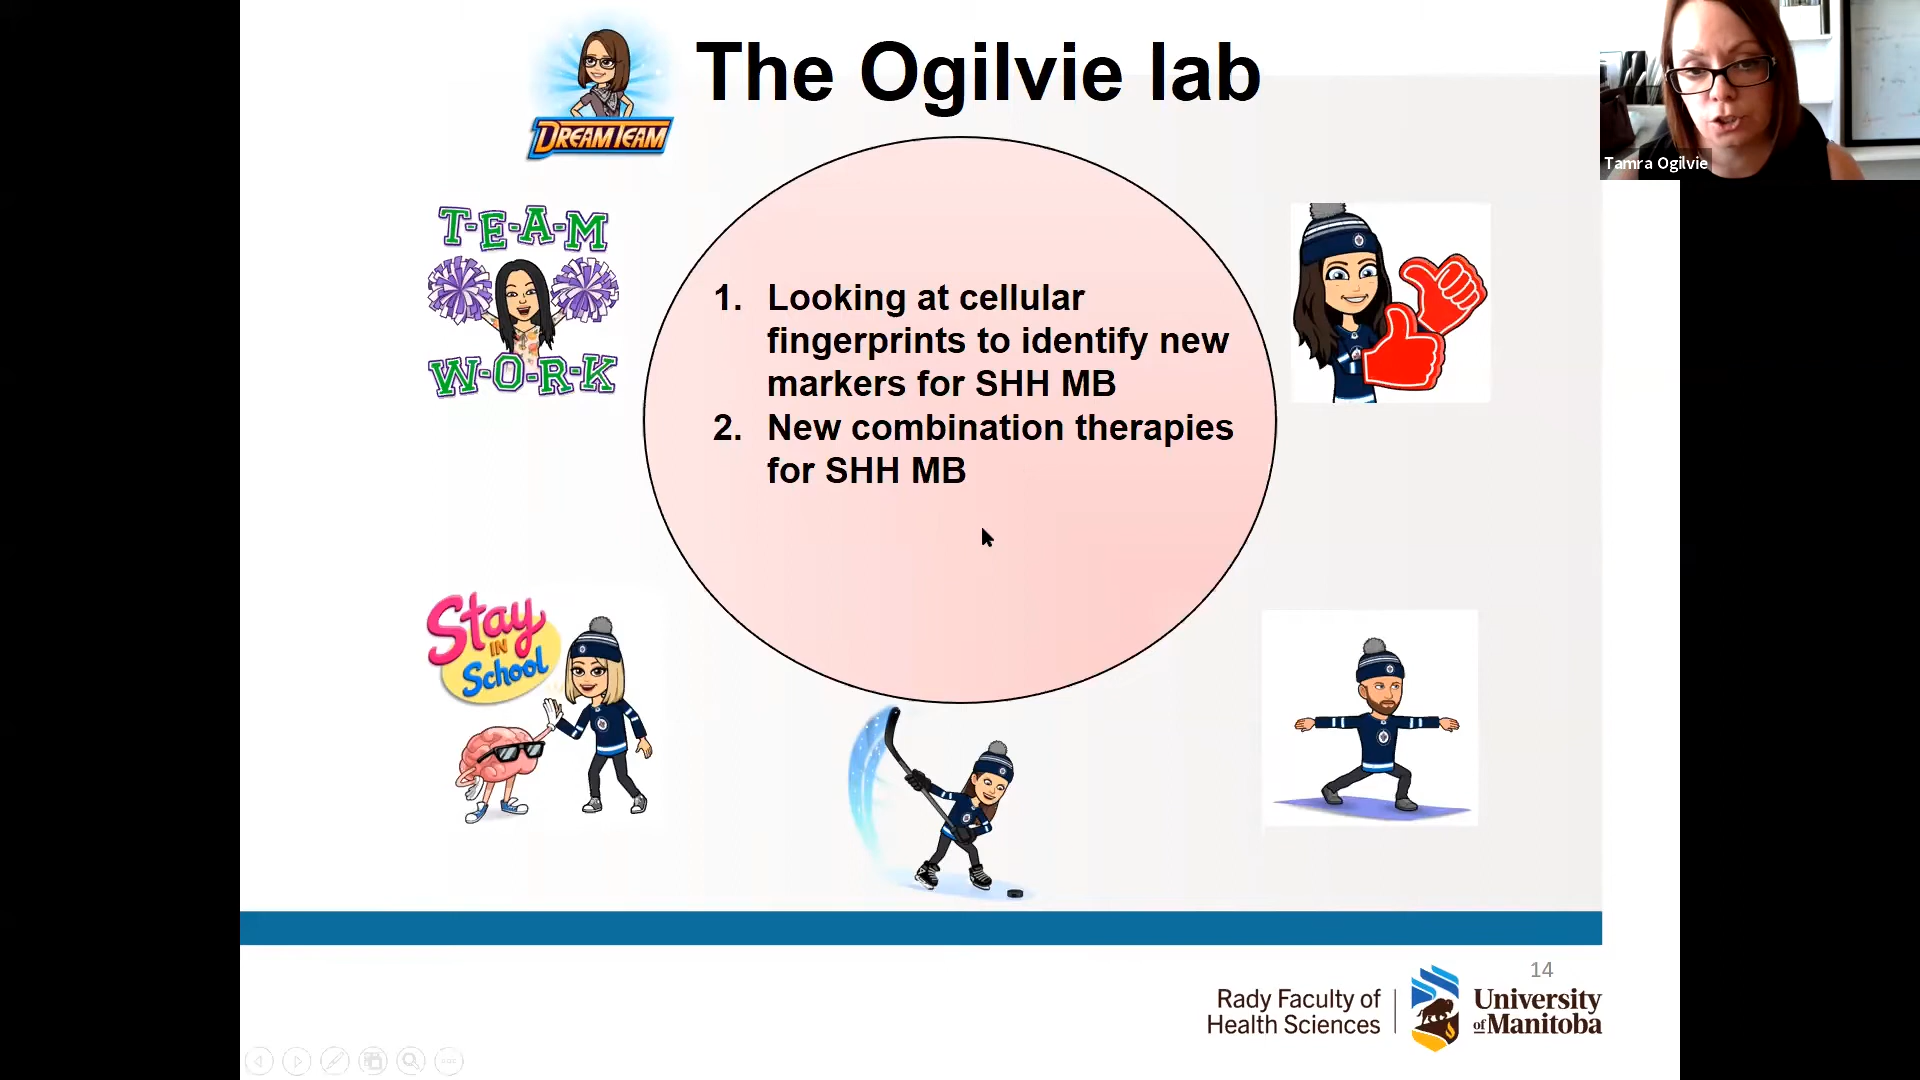 The Ogilvie lab
DREAM TEAM
Tamra Ogilvie
T-E-A-M
W-O-R-K
1. Looking at cellular
fingerprints to identify new
markers for SHH MB
2. New combination therapies
for SHH MB
Stay
IN
School
14
Rady Faculty of
Health Sciences
University
of Manitoba